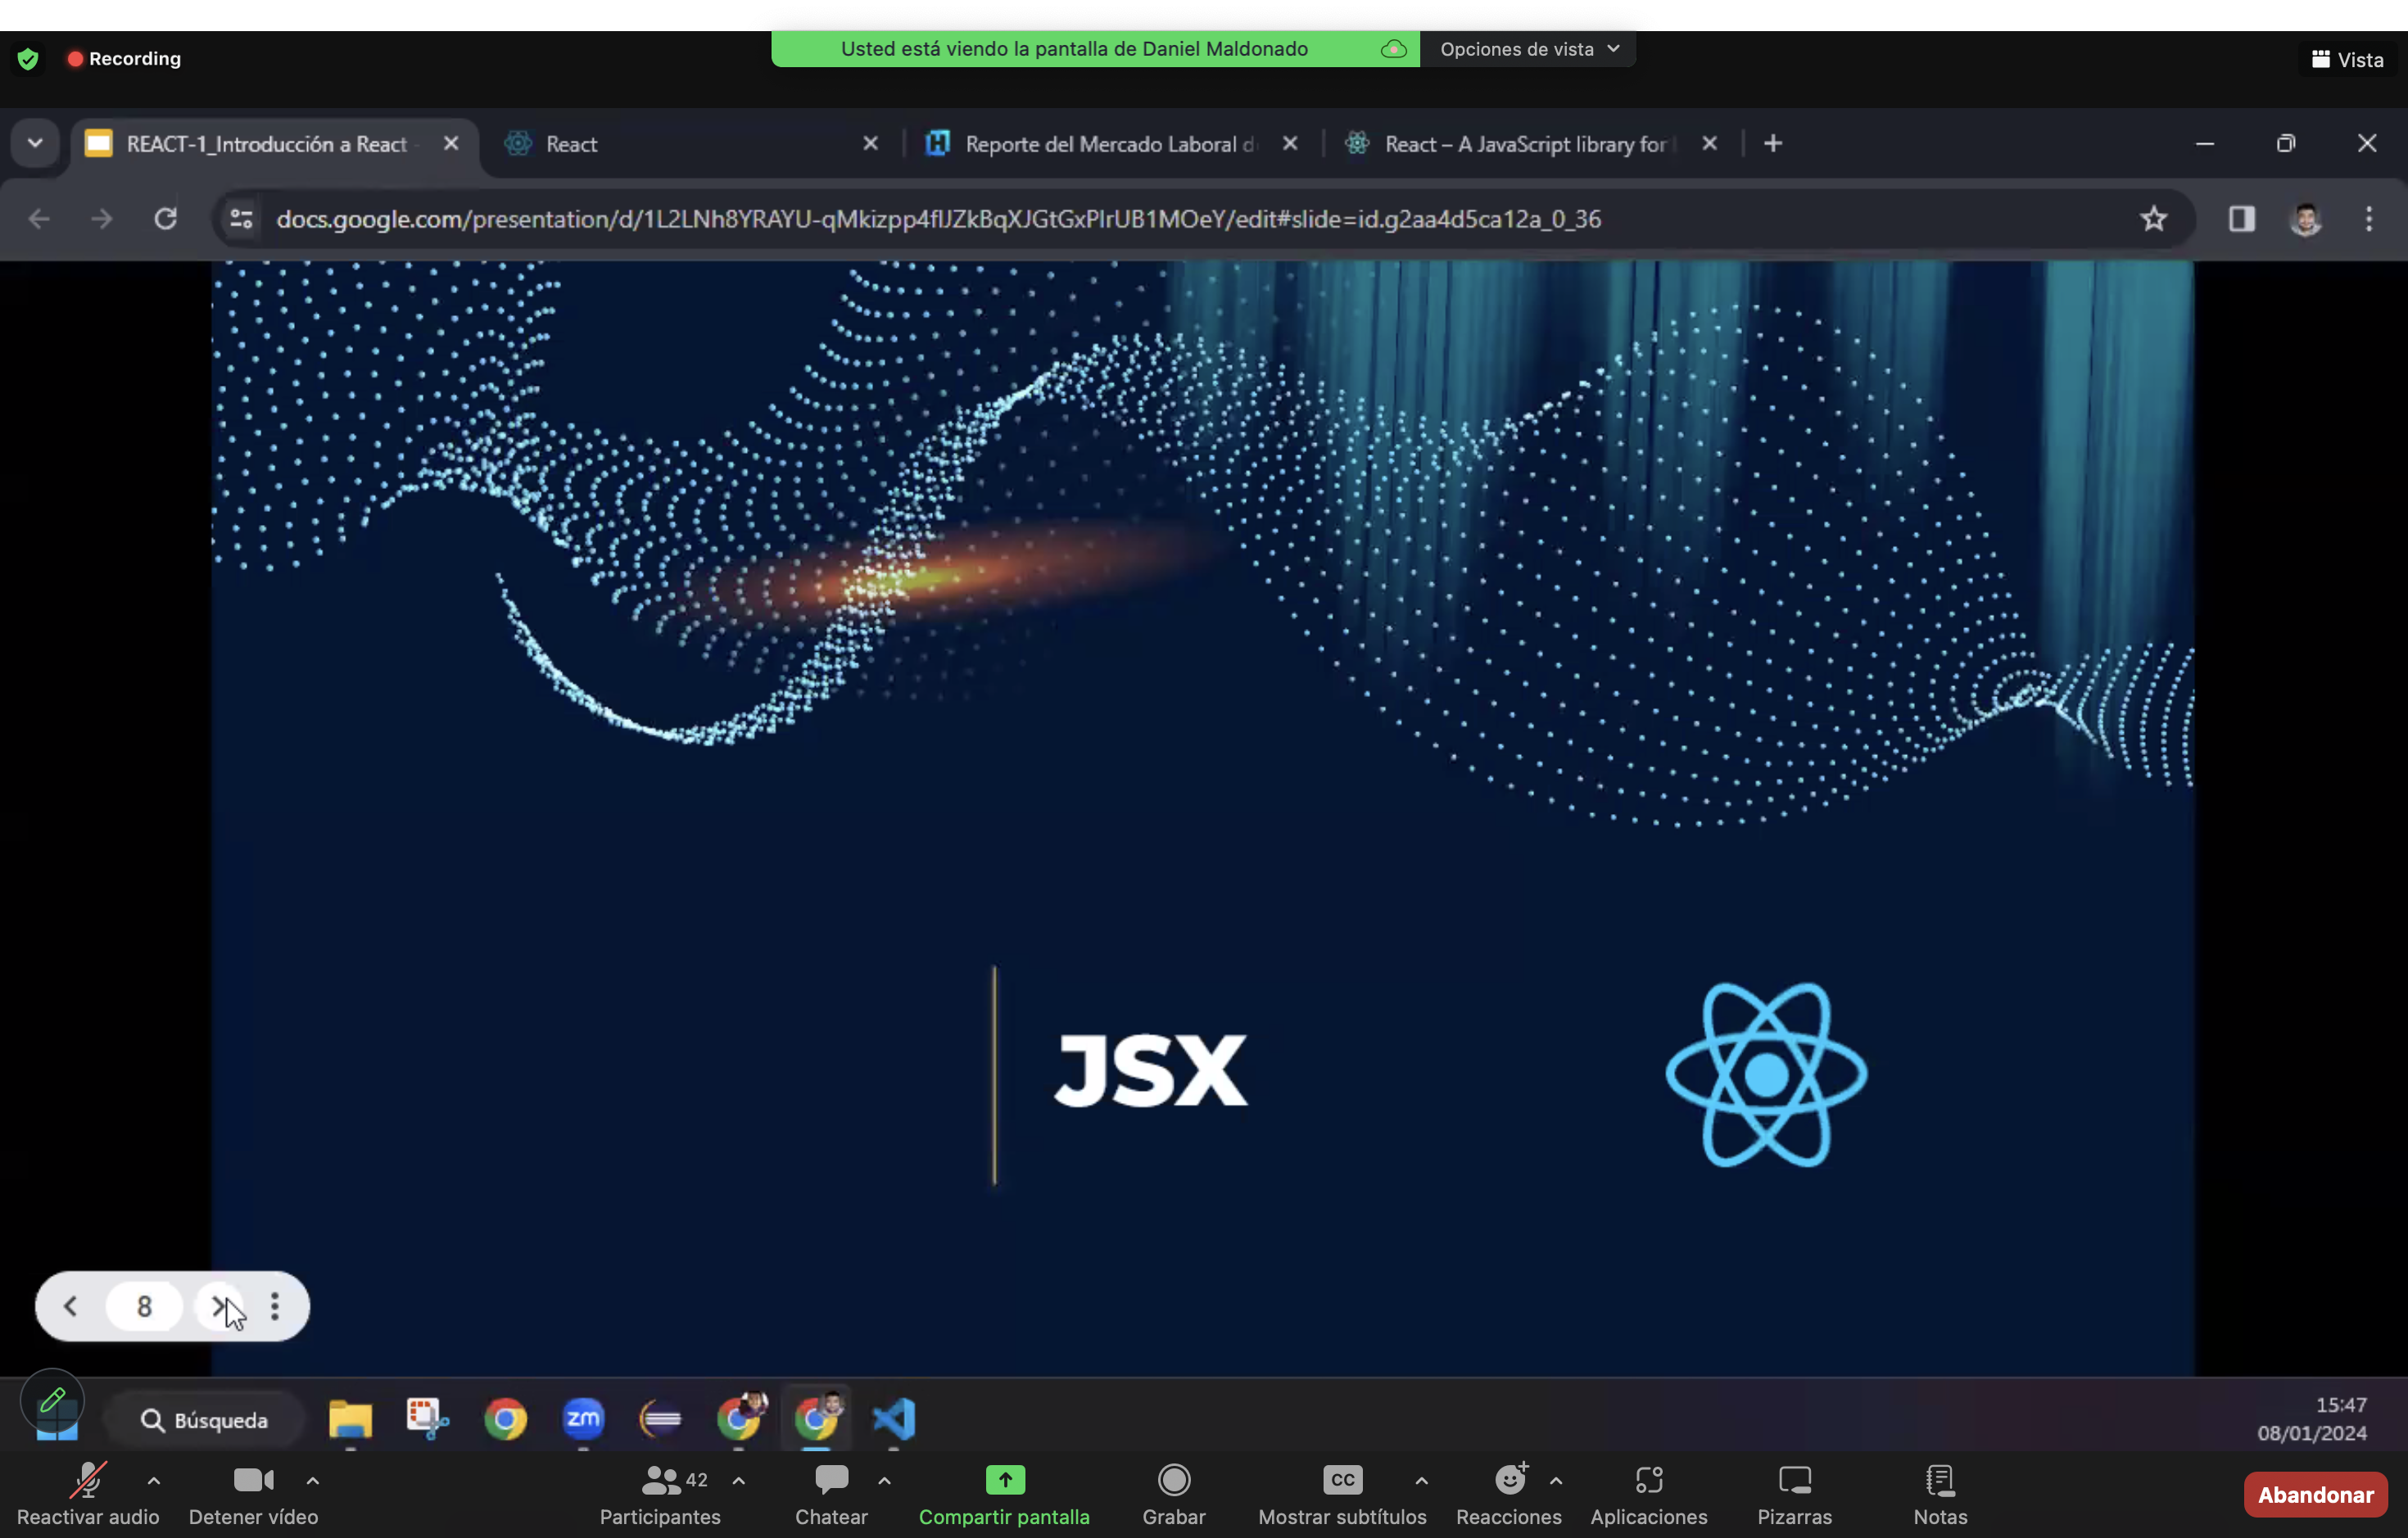 Recording
Usted está viendo la pantalla de Daniel Maldonado
Opciones de vista
Vista
REACT-1_Introducción a React -
React
Reporte del Mercado Laboral d
React – A JavaScript library for
docs.google.com/presentation/d/1L2LNh8YRAYU-qMkizpp4flJZkBqXJGtGxPlrUB1MOeY/edit#slide=id.g2aa4d5ca12a_0_36
JSX
8
Búsqueda
zm
15:47
08/01/2024
42
CC
Reactivar audio
Detener vídeo
Participantes
Chatear
Compartir pantalla
Grabar
Mostrar subtítulos
Reacciones
Aplicaciones
Pizarras
Notas
Abandonar